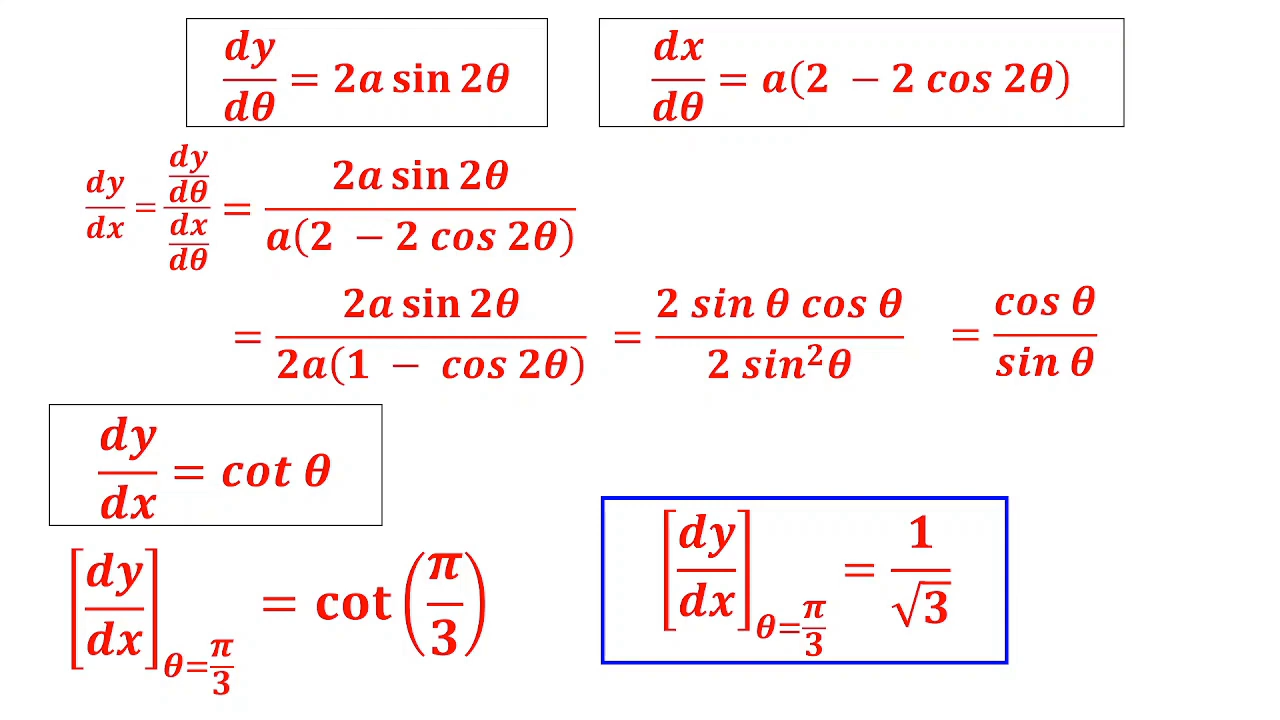 dy/dθ = 2a sin 2θ
dx/dθ = a(2 − 2 cos 2θ)
dy/dx = (dy/dθ)/(dx/dθ) = (2a sin 2θ)/(a(2 − 2 cos 2θ))
= (2a sin 2θ)/(2a(1 − cos 2θ)) = (2 sin θ cos θ)/(2 sin²θ) = (cos θ)/(sin θ)
dy/dx = cot θ
[dy/dx]_θ=π/3 = cot(π/3)
[dy/dx]_θ=π/3 = 1/√3